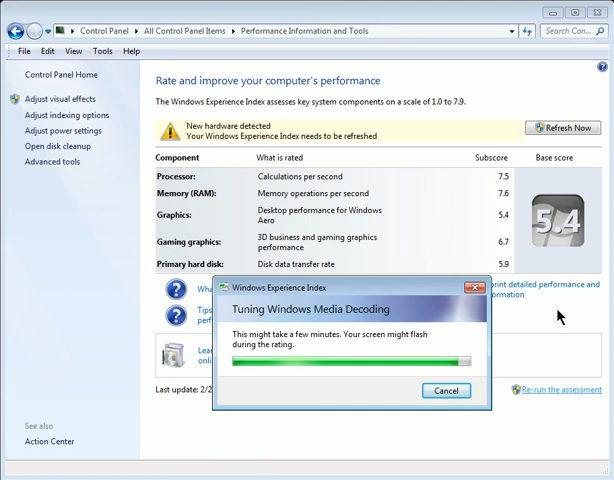 Control Panel
All Control Panel Items
Performance Information and Tools
Search Con...
File Edit View Tools Help
Control Panel Home
Adjust visual effects
Adjust indexing options
Adjust power settings
Open disk cleanup
Advanced tools
See also
Action Center
Rate and improve your computer's performance
The Windows Experience Index assesses key system components on a scale of 1.0 to 7.9.
New hardware detected
Your Windows Experience Index needs to be refreshed
Refresh Now
Component What is rated Subscore Base score
Processor: Calculations per second 7.5
Memory (RAM): Memory operations per second 7.6
Graphics: Desktop performance for Windows
Aero 5.4
Gaming graphics: 3D business and gaming graphics
performance 6.7
Primary hard disk: Disk data transfer rate 5.9
5.4
print detailed performance and
Tips
Last update: 2/2
Re-run the assessment
Windows Experience Index
Tuning Windows Media Decoding
This might take a few minutes. Your screen might flash
during the rating.
Cancel